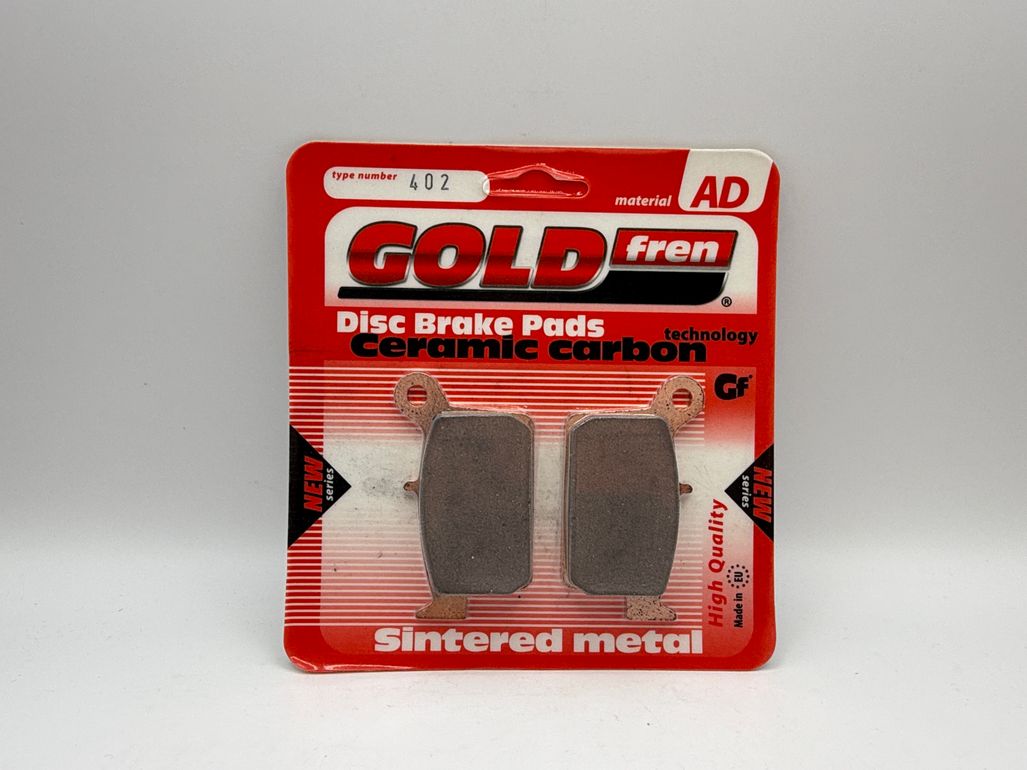 type number 402
material AD
GOLD fren ®
Disc Brake Pads
Ceramic carbon technology
Gf
NEW series
NEW series
High Quality
Made in EU
Sintered metal